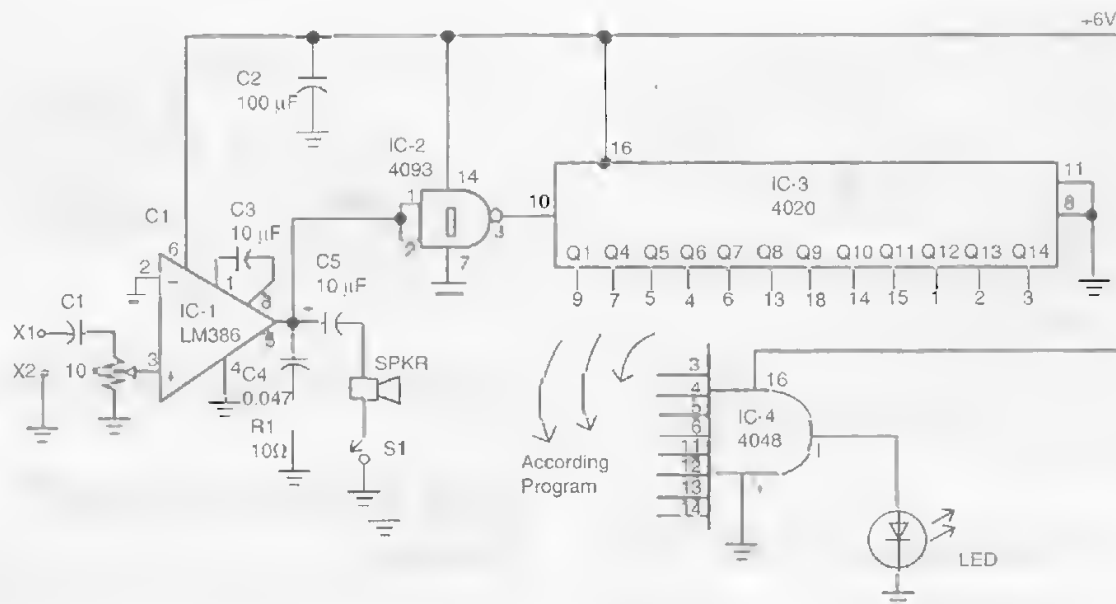 +6V
C2
100 µF
IC-2
4093
14
1
2
3
7
16
10
IC-3
4020
11
8
Q1 Q4 Q5 Q6 Q7 Q8 Q9 Q10 Q11 Q12 Q13 Q14
9 7 5 4 6 13 18 14 15 1 2 3
C1
C3
10 µF
6
2
1
C5
10 µF
IC-1
LM386
5
C1
X1
X2
10
3
4
C4
0.047
SPKR
R1
10Ω
S1
According
Program
3
4
5
6
11
12
13
14
16
IC-4
4048
1
LED